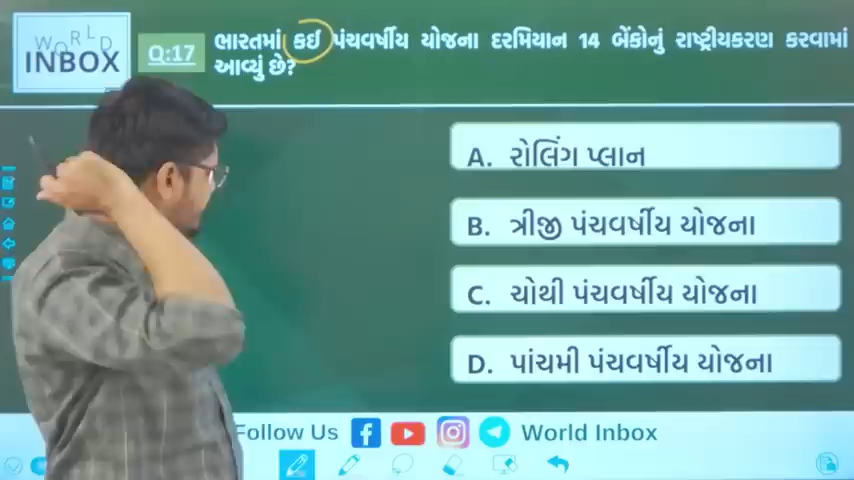 WORLD
INBOX
Q:17
ભારતમાં કઈ પંચવર્ષીય યોજના દરમિયાન 14 બેંકોનું રાષ્ટ્રીયકરણ કરવામાં
આવ્યું છે?
A. રોલિંગ પ્લાન
B. ત્રીજી પંચવર્ષીય યોજના
C. ચોથી પંચવર્ષીય યોજના
D. પાંચમી પંચવર્ષીય યોજના
Follow Us
World Inbox